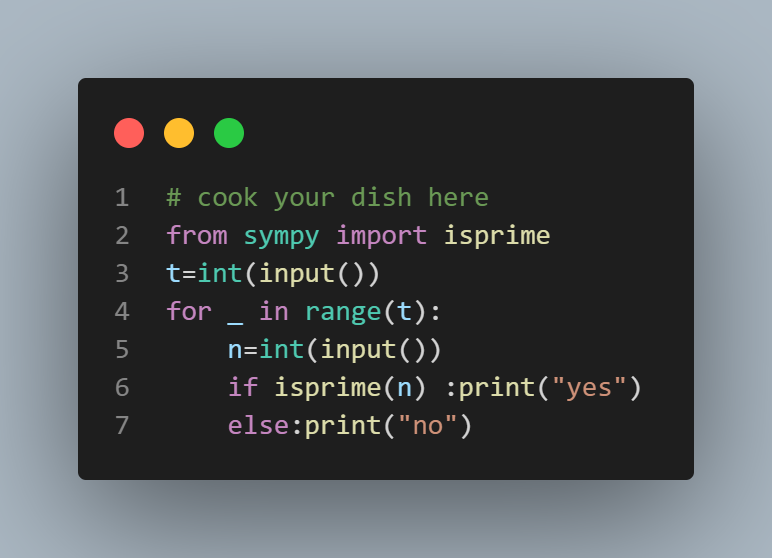 1 # cook your dish here
2 from sympy import isprime
3 t=int(input())
4 for _ in range(t):
5     n=int(input())
6     if isprime(n) :print("yes")
7     else:print("no")